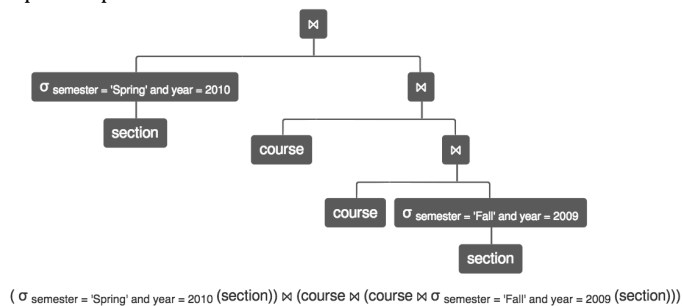 ⋈
σ semester = 'Spring' and year = 2010
⋈
section
course
⋈
course
σ semester = 'Fall' and year = 2009
section
( σ semester = 'Spring' and year = 2010 (section)) ⋈ (course ⋈ (course ⋈ σ semester = 'Fall' and year = 2009 (section)))